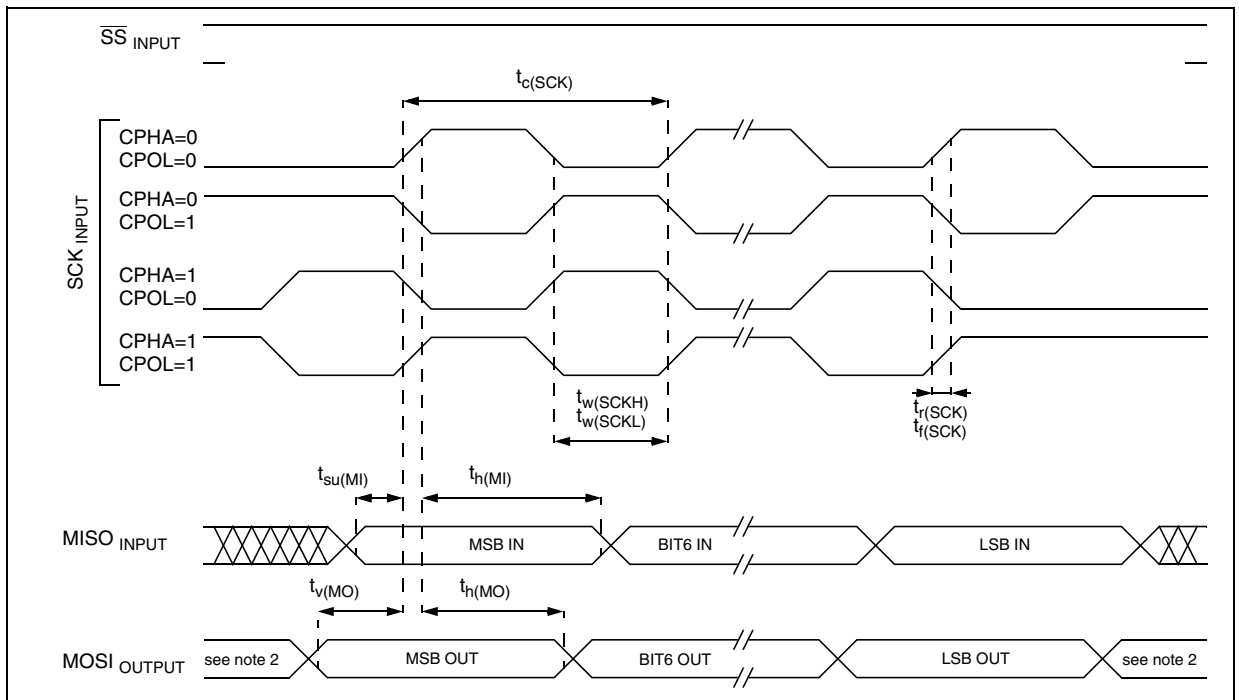 SS INPUT
tc(SCK)
SCK INPUT
CPHA=0
CPOL=0
CPHA=0
CPOL=1
CPHA=1
CPOL=0
CPHA=1
CPOL=1
tw(SCKH)
tw(SCKL)
tr(SCK)
tf(SCK)
tsu(MI)
th(MI)
MISO INPUT
MSB IN
BIT6 IN
LSB IN
tv(MO)
th(MO)
MOSI OUTPUT
see note 2
MSB OUT
BIT6 OUT
LSB OUT
see note 2